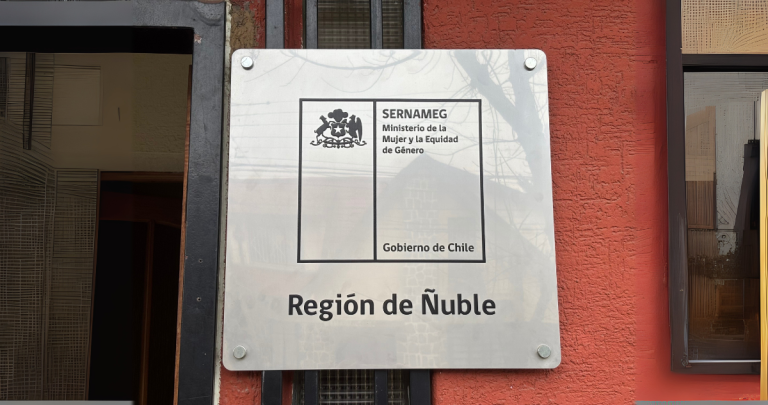 SERNAMEG
Ministerio de la
Mujer y la Equidad
de Género
Gobierno de Chile
Región de Ñuble